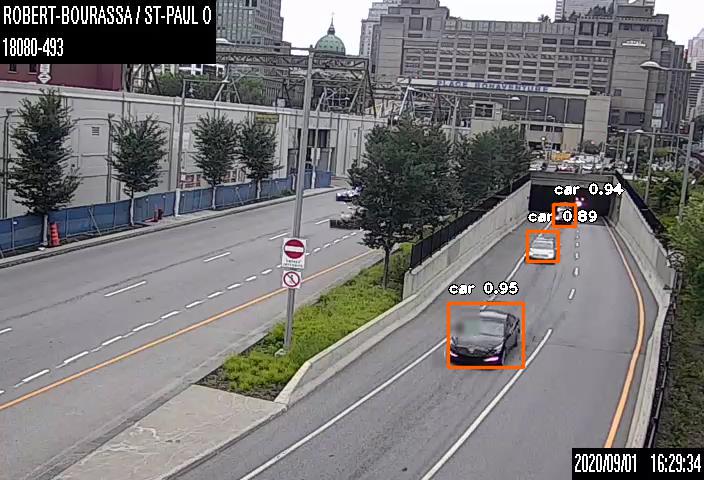 ROBERT-BOURASSA / ST-PAUL O
18080-493
PLACE BONAVENTURE
car 0.94
car 0.89
car 0.95
2020/09/01 16:29:34